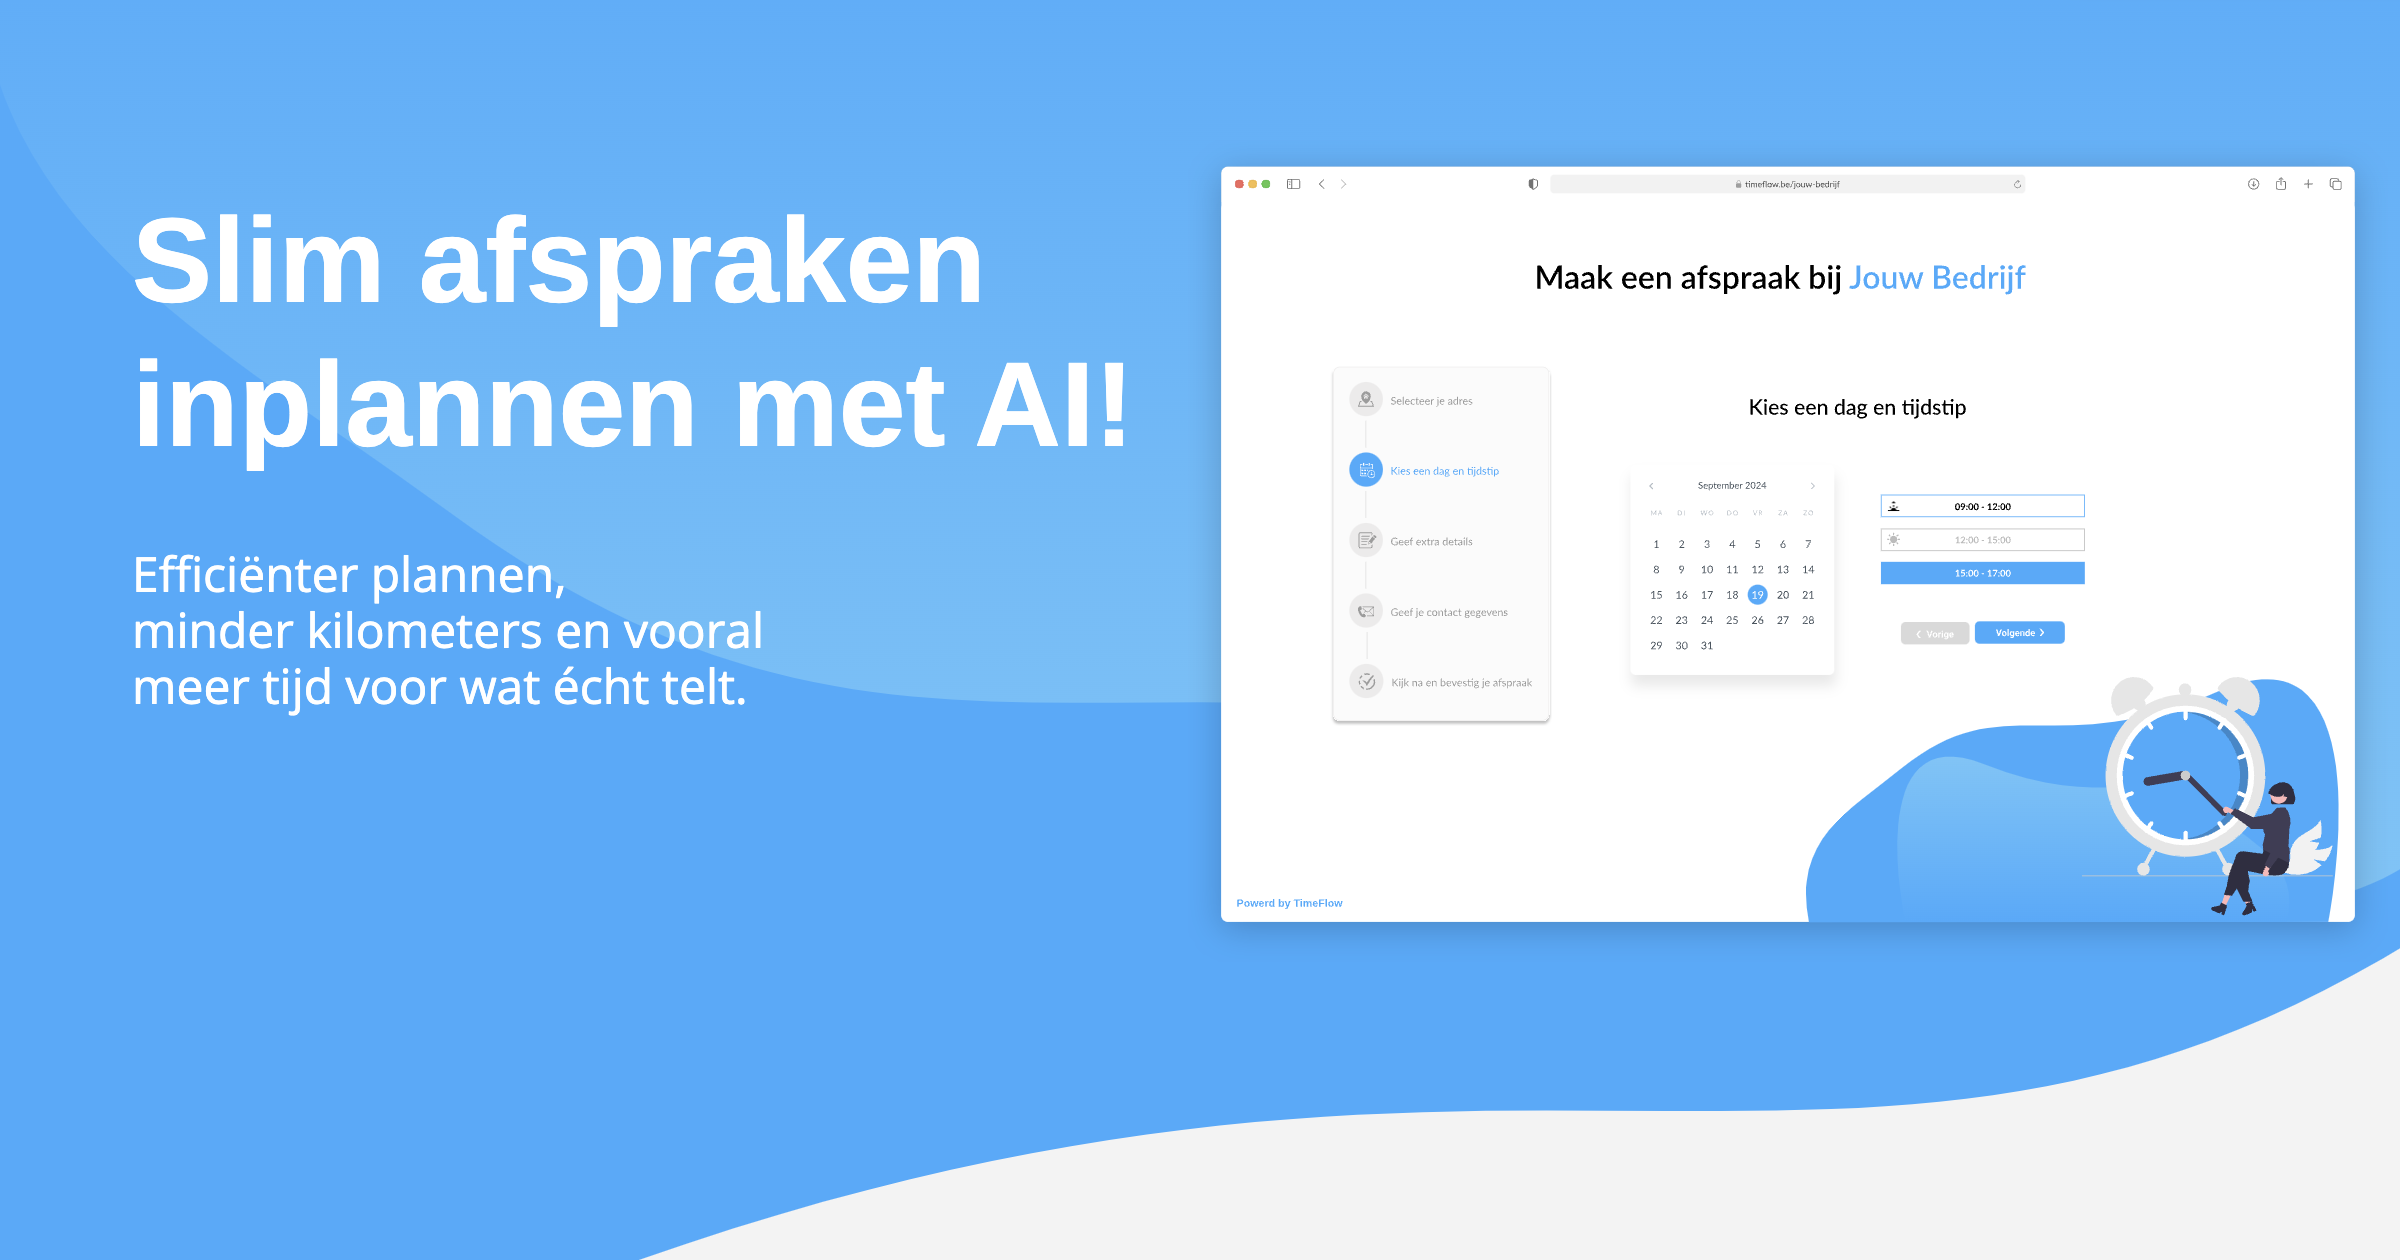 Slim afspraken
inplannen met AI!
Efficiënter plannen,
minder kilometers en vooral
meer tijd voor wat écht telt.
timeflow.be/jouw-bedrijf
Maak een afspraak bij Jouw Bedrijf
Selecteer je adres
Kies een dag en tijdstip
Geef extra details
Geef je contact gegevens
Kijk na en bevestig je afspraak
Kies een dag en tijdstip
September 2024
MA DI WO DO VR ZA ZO
1 2 3 4 5 6 7
8 9 10 11 12 13 14
15 16 17 18 19 20 21
22 23 24 25 26 27 28
29 30 31
09:00 - 12:00
12:00 - 15:00
15:00 - 17:00
Vorige
Volgende
Powerd by TimeFlow